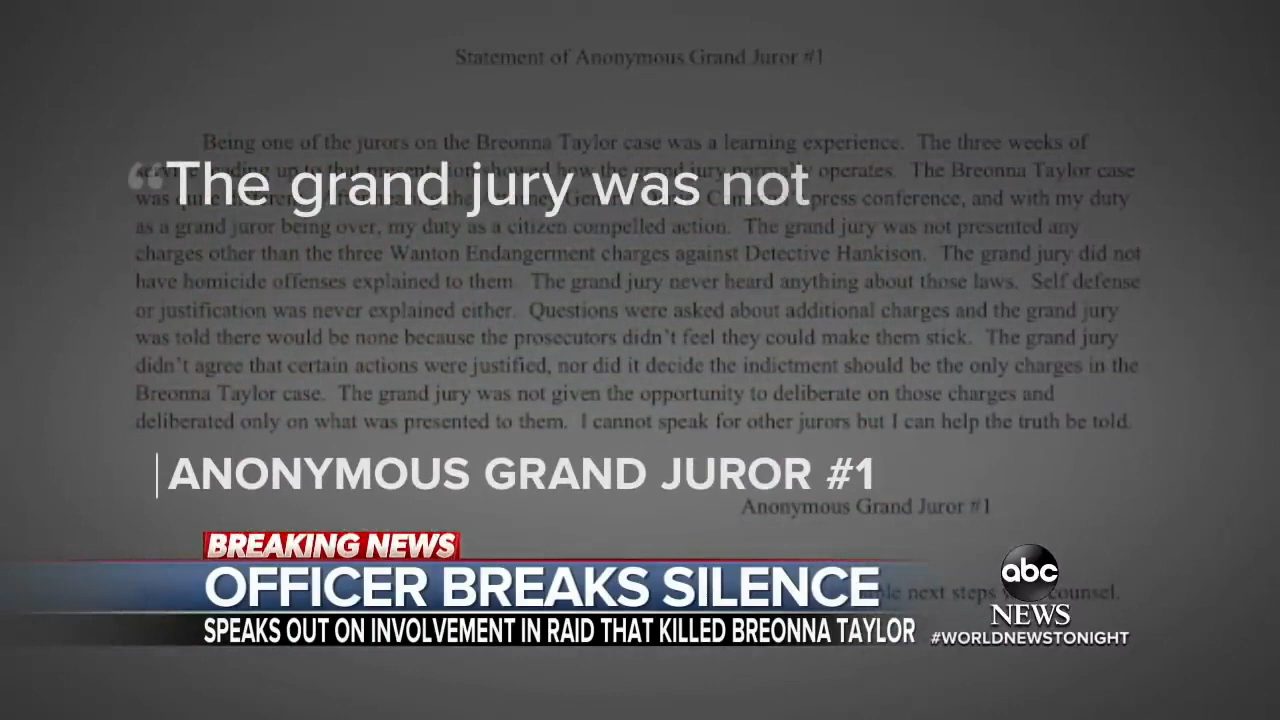 Statement of Anonymous Grand Juror #1
Being one of the jurors on the Breonna Taylor case was a learning experience. The three weeks of
“The grand jury was not
operates. The Breonna Taylor case
press conference, and with my duty
as a grand juror being over, my duty as a citizen compelled action. The grand jury was not presented any
charges other than the three Wanton Endangerment charges against Detective Hankison. The grand jury did not
have homicide offenses explained to them. The grand jury never heard anything about those laws. Self defense
or justification was never explained either. Questions were asked about additional charges and the grand jury
was told there would be none because the prosecutors didn't feel they could make them stick. The grand jury
didn't agree that certain actions were justified, nor did it decide the indictment should be the only charges in the
Breonna Taylor case. The grand jury was not given the opportunity to deliberate on those charges and
deliberated only on what was presented to them. I cannot speak for other jurors but I can help the truth be told.
ANONYMOUS GRAND JUROR #1
Anonymous Grand Juror #1
BREAKING NEWS
OFFICER BREAKS SILENCE
next steps counsel.
SPEAKS OUT ON INVOLVEMENT IN RAID THAT KILLED BREONNA TAYLOR
abc
NEWS
#WORLDNEWSTONIGHT